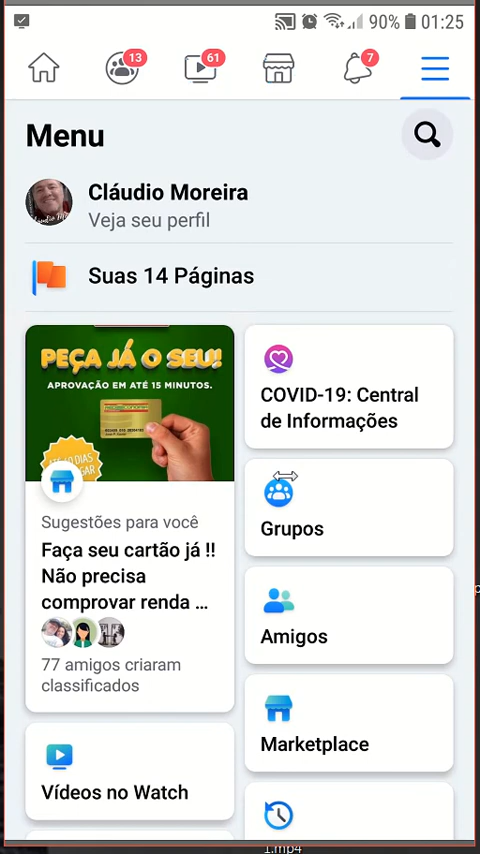 90% 01:25
13
61
7
Menu
Cláudio Moreira
Veja seu perfil
Suas 14 Páginas
PEÇA JÁ O SEU!
APROVAÇÃO EM ATÉ 15 MINUTOS.
DIAS
Sugestões para você
Faça seu cartão já !!
Não precisa
comprovar renda ...
77 amigos criaram
classificados
Vídeos no Watch
COVID-19: Central
de Informações
Grupos
Amigos
Marketplace
1.mp4